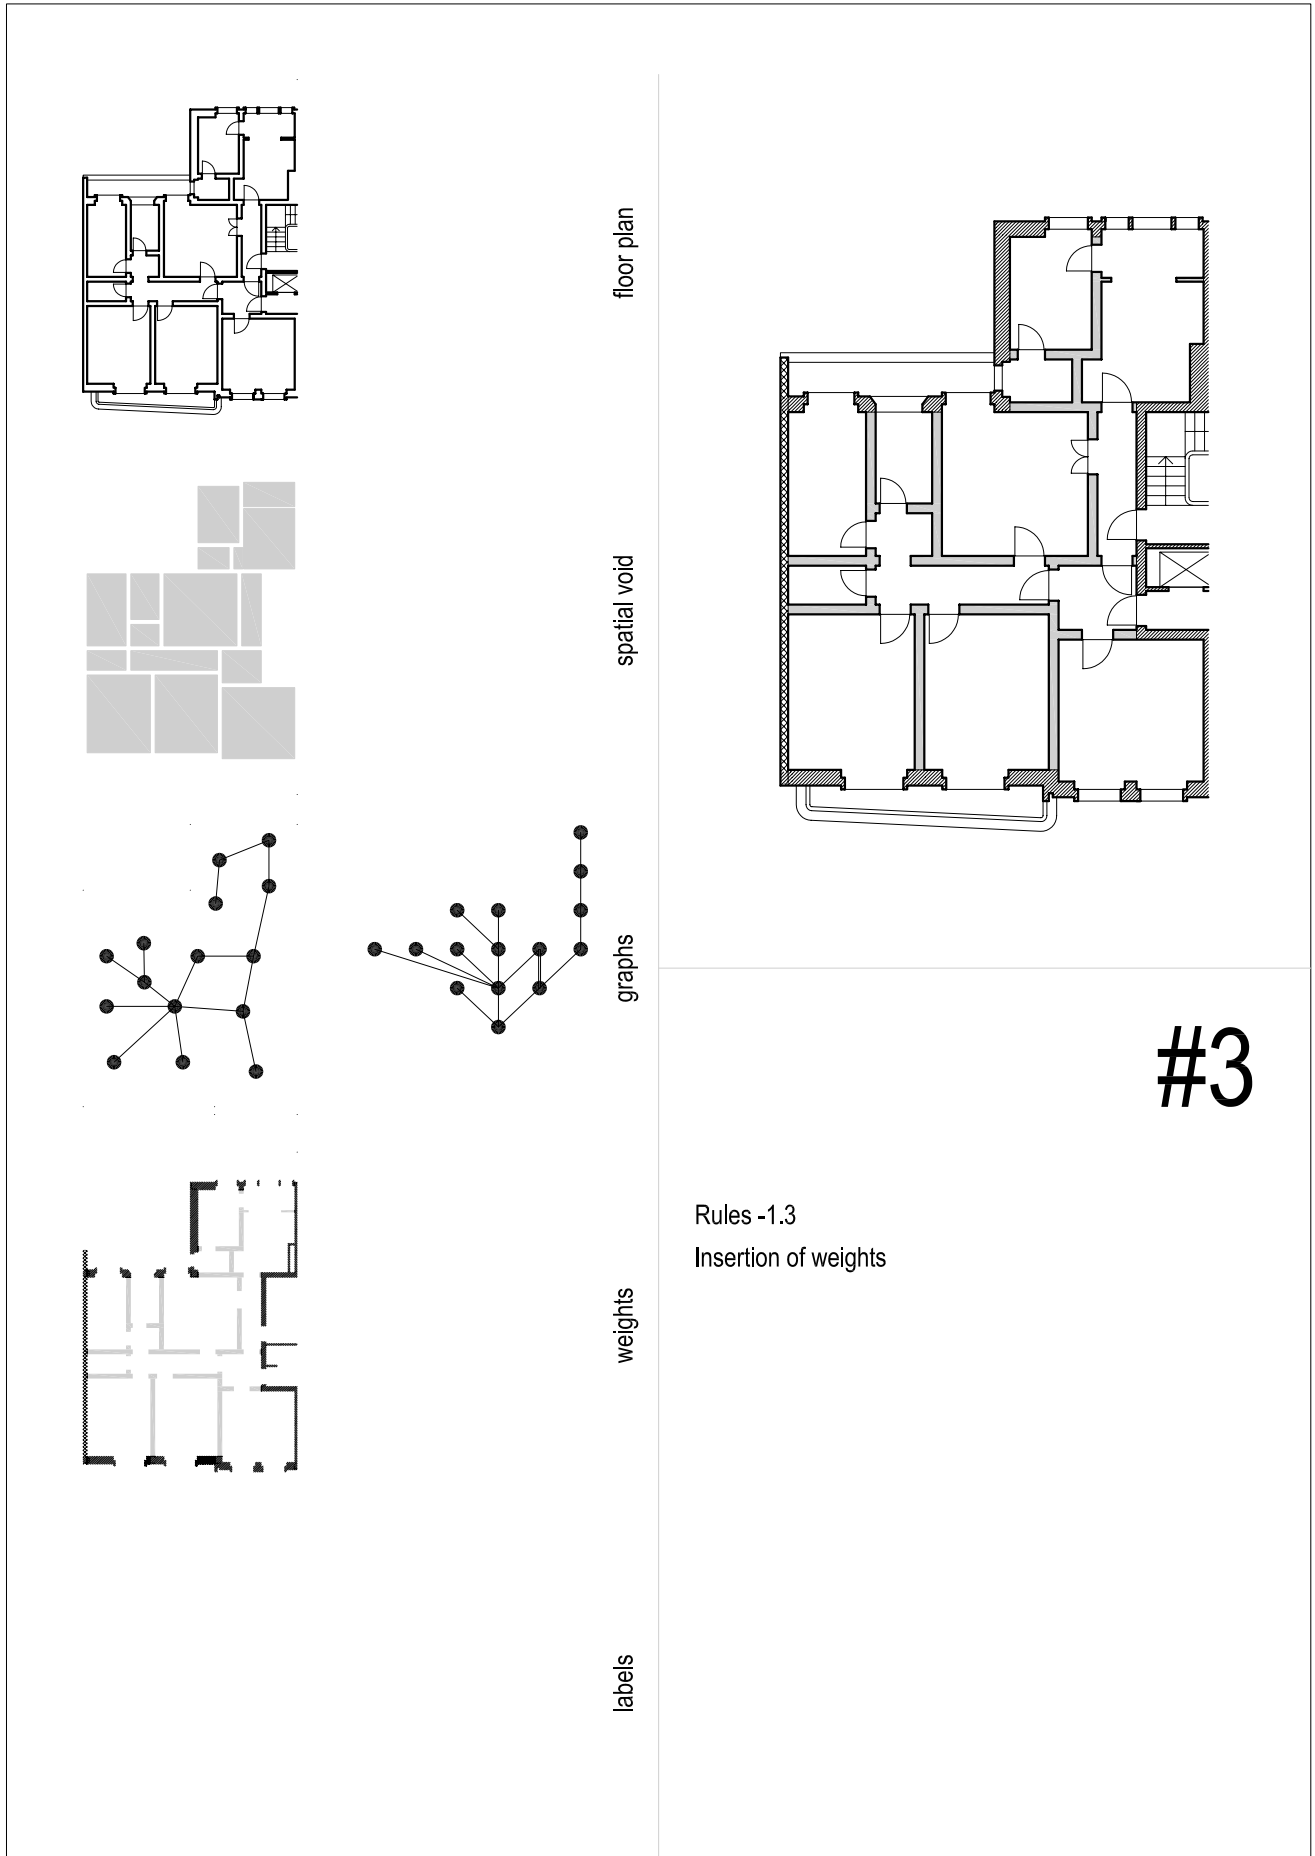 floor plan
spatial void
graphs
weights
labels
#3
Rules -1.3
Insertion of weights